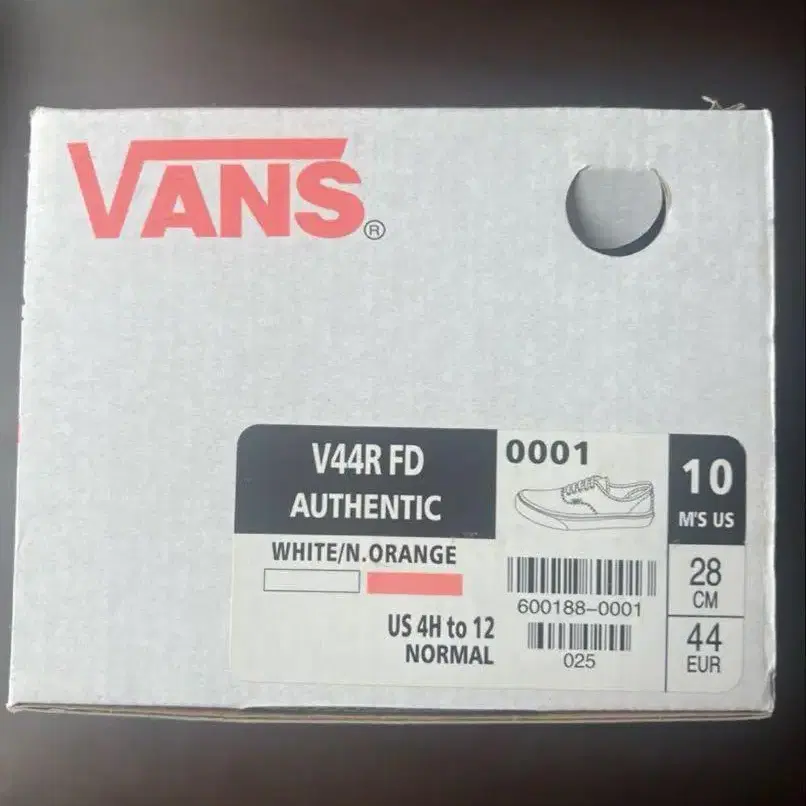 VANS®
V44R FD
AUTHENTIC
WHITE/N.ORANGE
US 4H to 12
NORMAL
0001
600188-0001
025
10
M'S US
28
CM
44
EUR